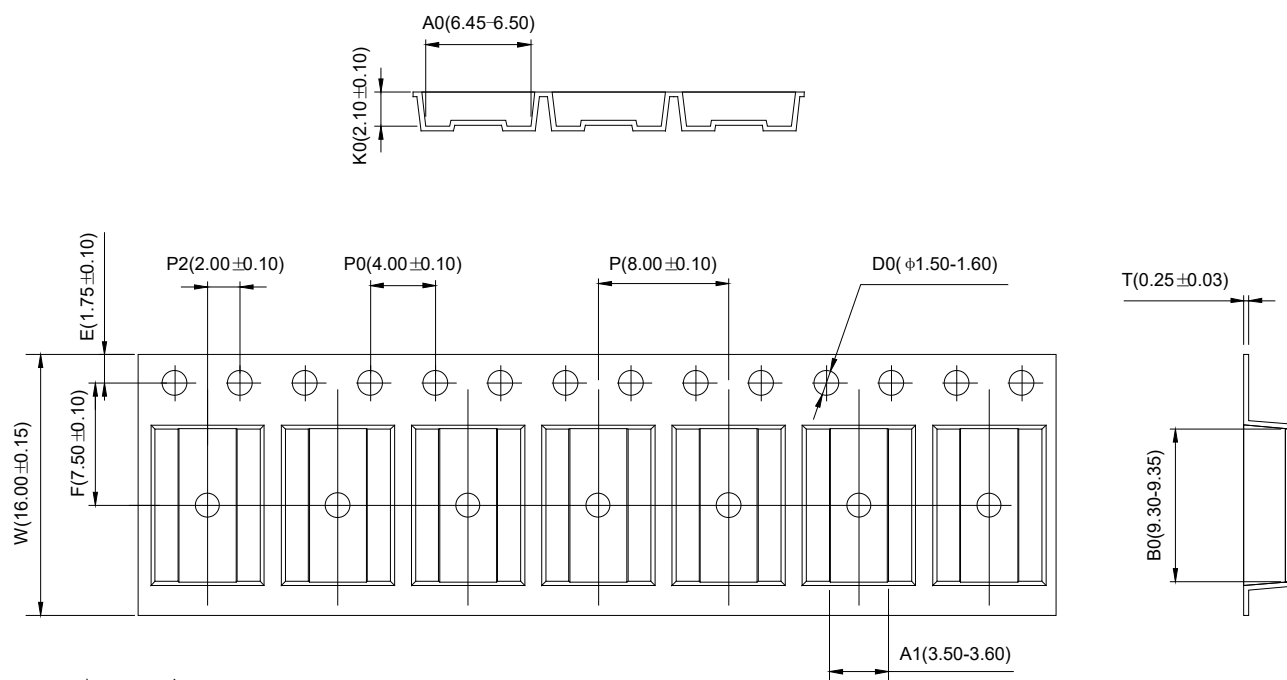 A0(6.45-6.50)
K0(2.10±0.10)
E(1.75±0.10)
P2(2.00±0.10)
P0(4.00±0.10)
P(8.00±0.10)
D0(ϕ1.50-1.60)
T(0.25±0.03)
W(16.00±0.15)
F(7.50±0.10)
B0(9.30-9.35)
A1(3.50-3.60)